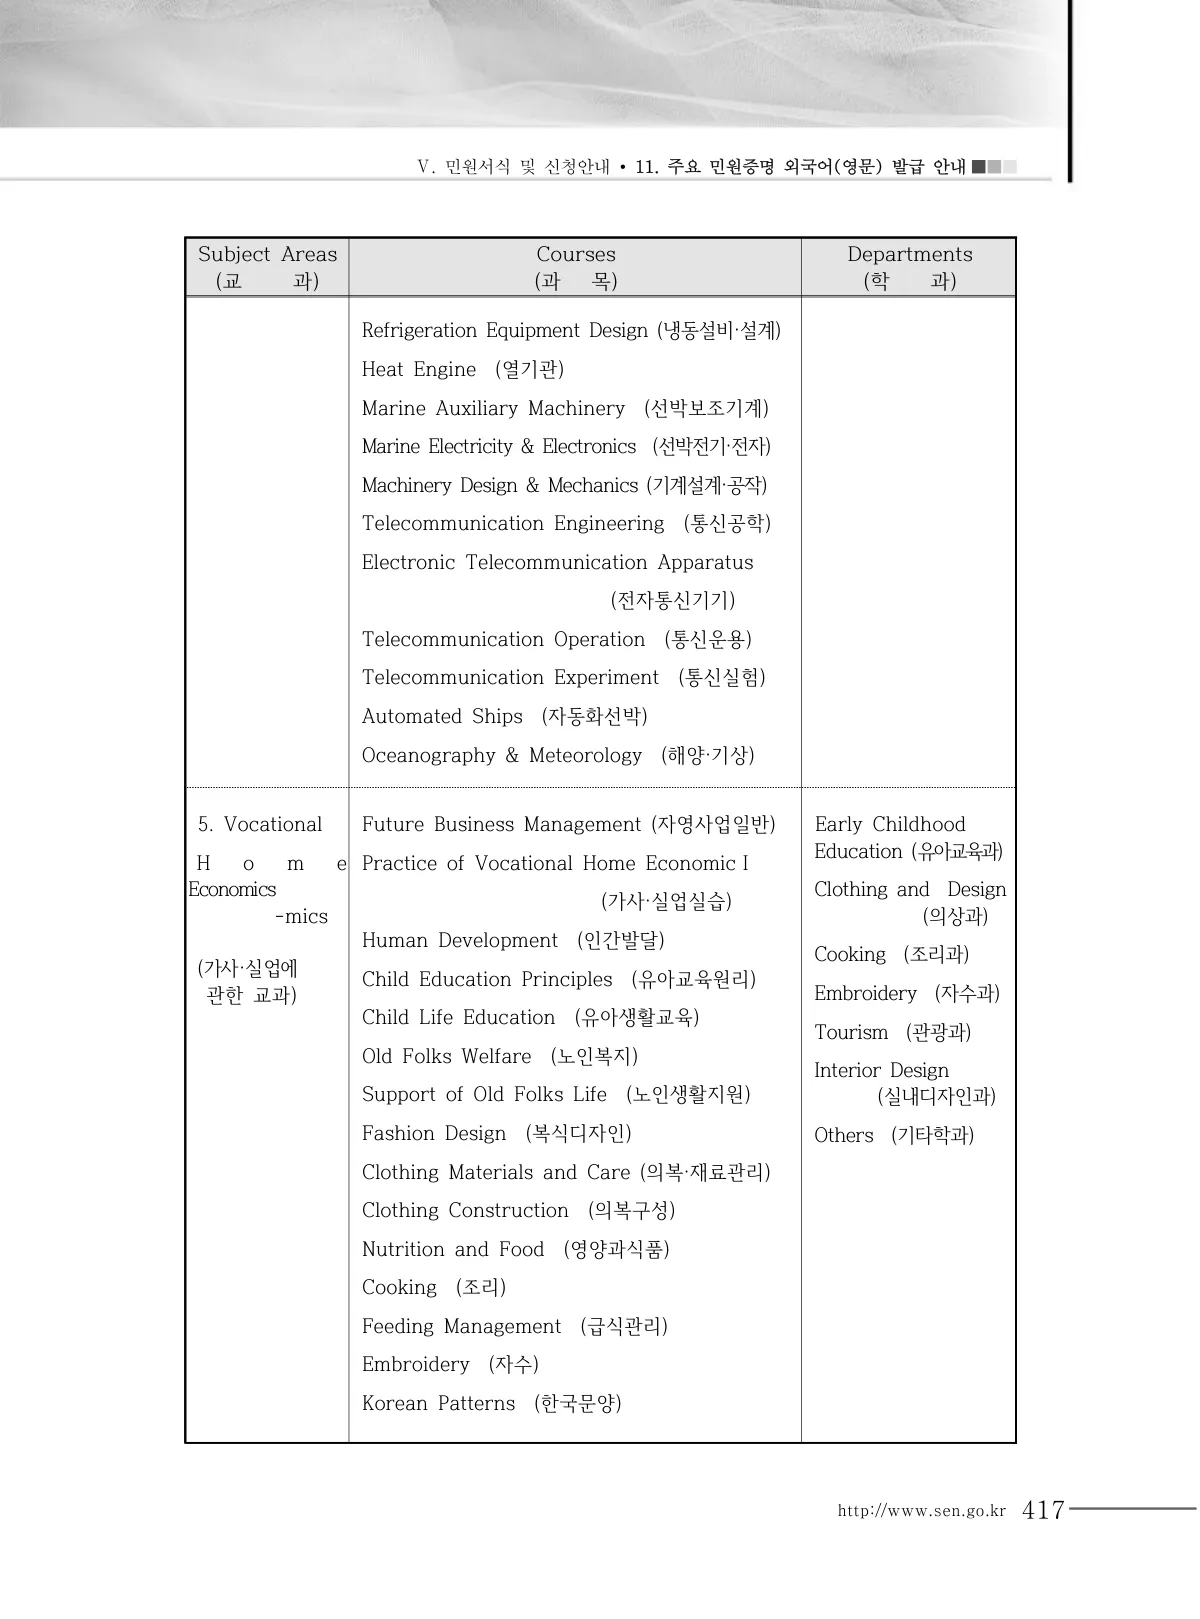 Ⅴ. 민원서식 및 신청안내 • 11. 주요 민원증명 외국어(영문) 발급 안내
Subject Areas
(교 과)
Courses
(과 목)
Departments
(학 과)
Refrigeration Equipment Design (냉동설비·설계)
Heat Engine (열기관)
Marine Auxiliary Machinery (선박보조기계)
Marine Electricity & Electronics (선박전기·전자)
Machinery Design & Mechanics (기계설계·공작)
Telecommunication Engineering (통신공학)
Electronic Telecommunication Apparatus
(전자통신기기)
Telecommunication Operation (통신운용)
Telecommunication Experiment (통신실험)
Automated Ships (자동화선박)
Oceanography & Meteorology (해양·기상)
5. Vocational
H o m e
Economics
-mics
(가사·실업에
관한 교과)
Future Business Management (자영사업일반)
Practice of Vocational Home EconomicⅠ
(가사·실업실습)
Human Development (인간발달)
Child Education Principles (유아교육원리)
Child Life Education (유아생활교육)
Old Folks Welfare (노인복지)
Support of Old Folks Life (노인생활지원)
Fashion Design (복식디자인)
Clothing Materials and Care (의복·재료관리)
Clothing Construction (의복구성)
Nutrition and Food (영양과식품)
Cooking (조리)
Feeding Management (급식관리)
Embroidery (자수)
Korean Patterns (한국문양)
Early Childhood
Education (유아교육과)
Clothing and Design
(의상과)
Cooking (조리과)
Embroidery (자수과)
Tourism (관광과)
Interior Design
(실내디자인과)
Others (기타학과)
http://www.sen.go.kr 417